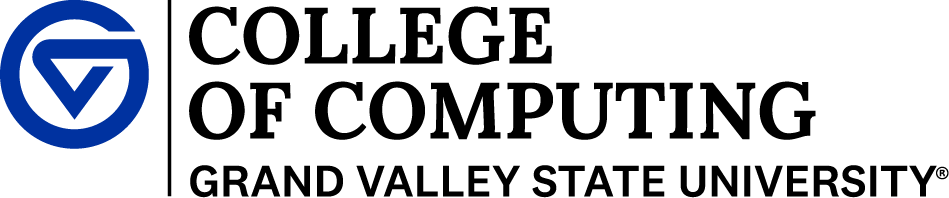 COLLEGE
OF COMPUTING
GRAND VALLEY STATE UNIVERSITY®